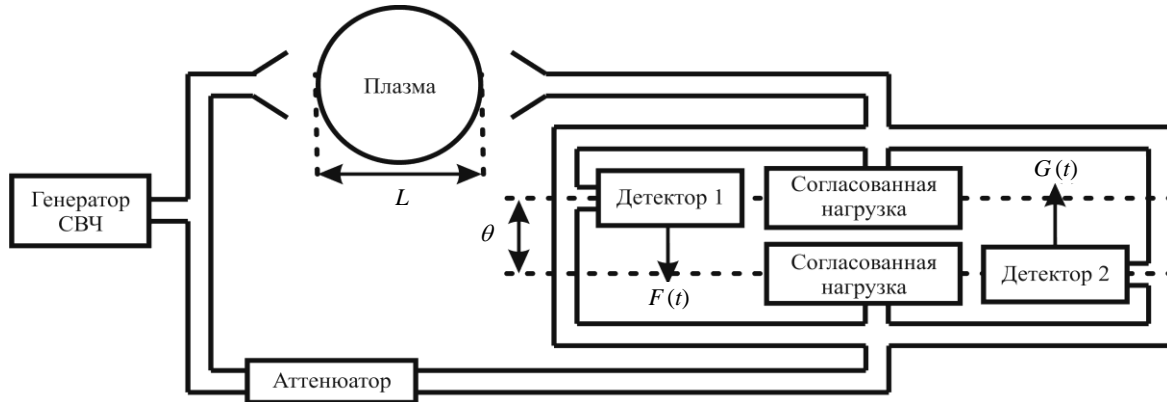 Плазма
L
Генератор
СВЧ
θ
Детектор 1
F (t)
Согласованная
нагрузка
Согласованная
нагрузка
G (t)
Детектор 2
Аттенюатор